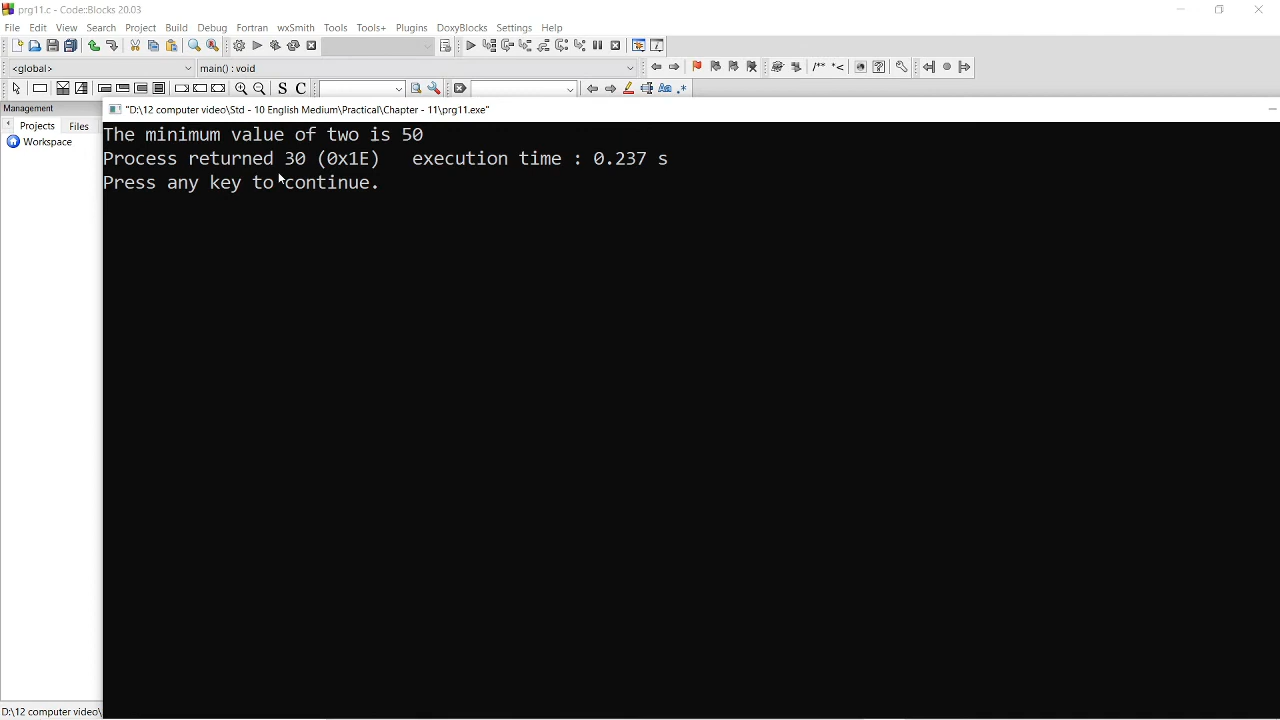 prg11.c - Code::Blocks 20.03
File Edit View Search Project Build Debug Fortran wxSmith Tools Tools+ Plugins DoxyBlocks Settings Help
<global> main() : void /** *<
S C Aa .*
Management "D:\12 computer video\Std - 10 English Medium\Practical\Chapter - 11\prg11.exe"
Projects Files
Workspace
The minimum value of two is 50
Process returned 30 (0x1E)   execution time : 0.237 s
Press any key to continue.
D:\12 computer video\